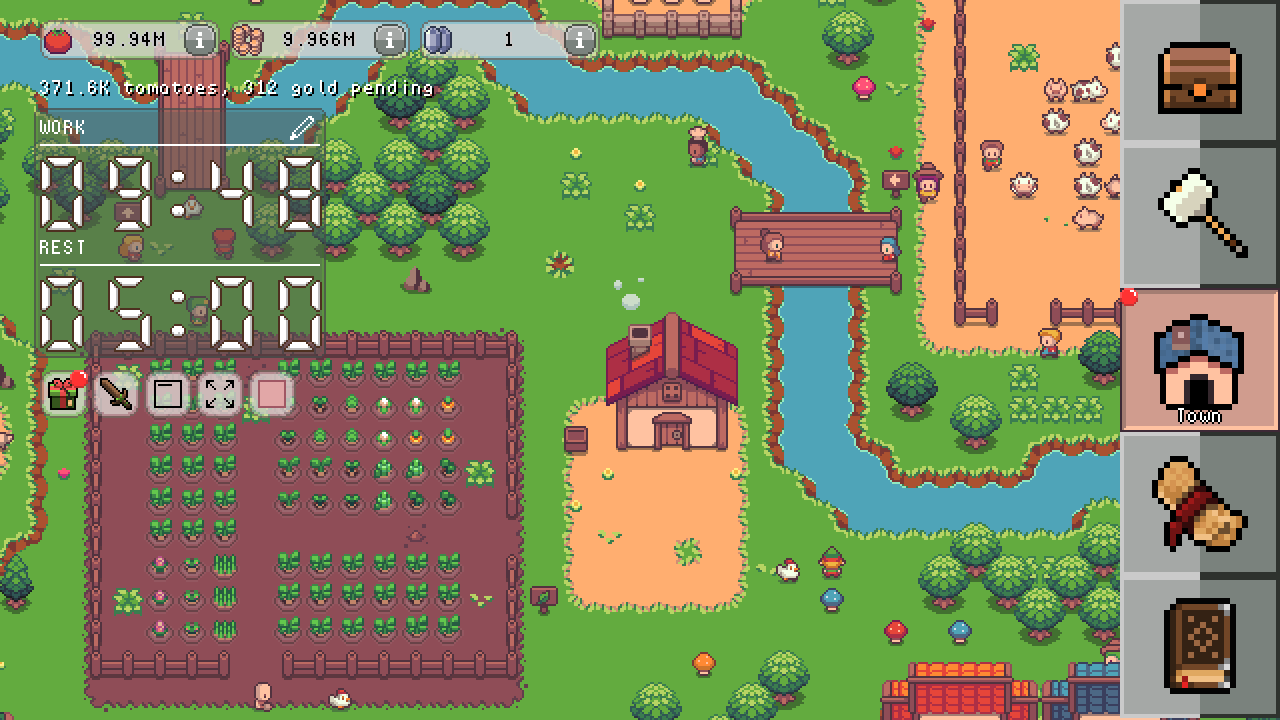 99.94M
9.966M
1
371.6K tomatoes, 312 gold pending
WORK
09:48
REST
05:00
Town